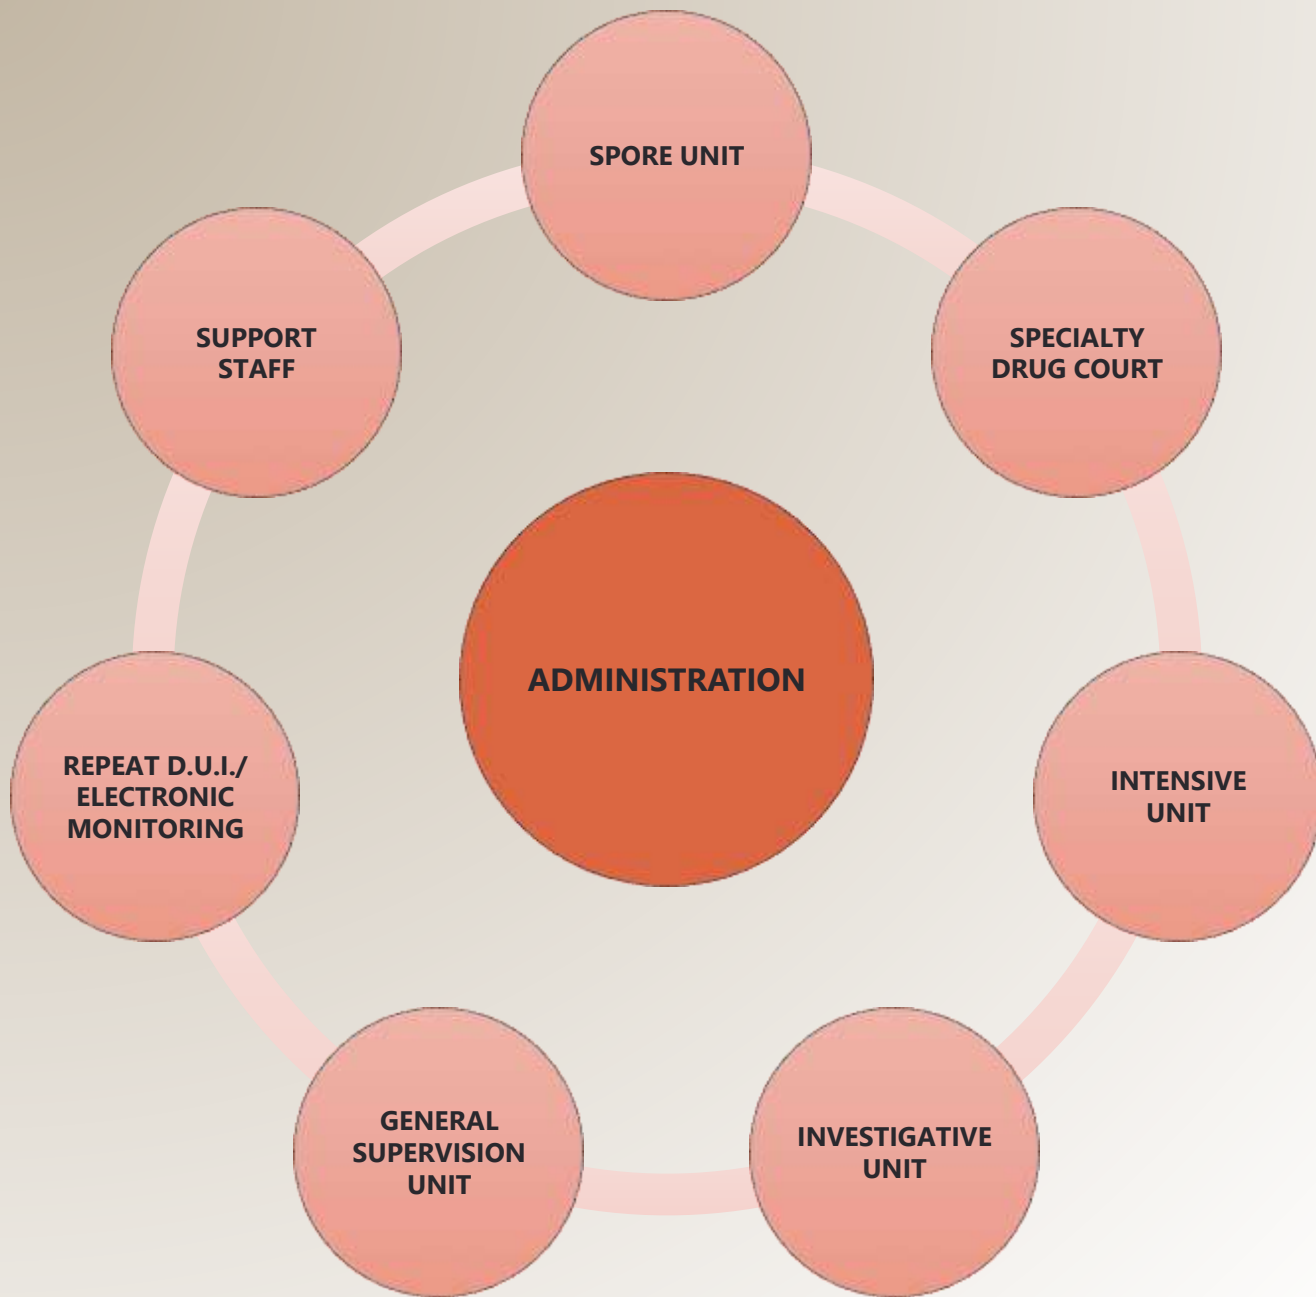 SPORE UNIT
SPECIALTY
DRUG COURT
INTENSIVE
UNIT
INVESTIGATIVE
UNIT
GENERAL
SUPERVISION
UNIT
REPEAT D.U.I./
ELECTRONIC
MONITORING
SUPPORT
STAFF
ADMINISTRATION